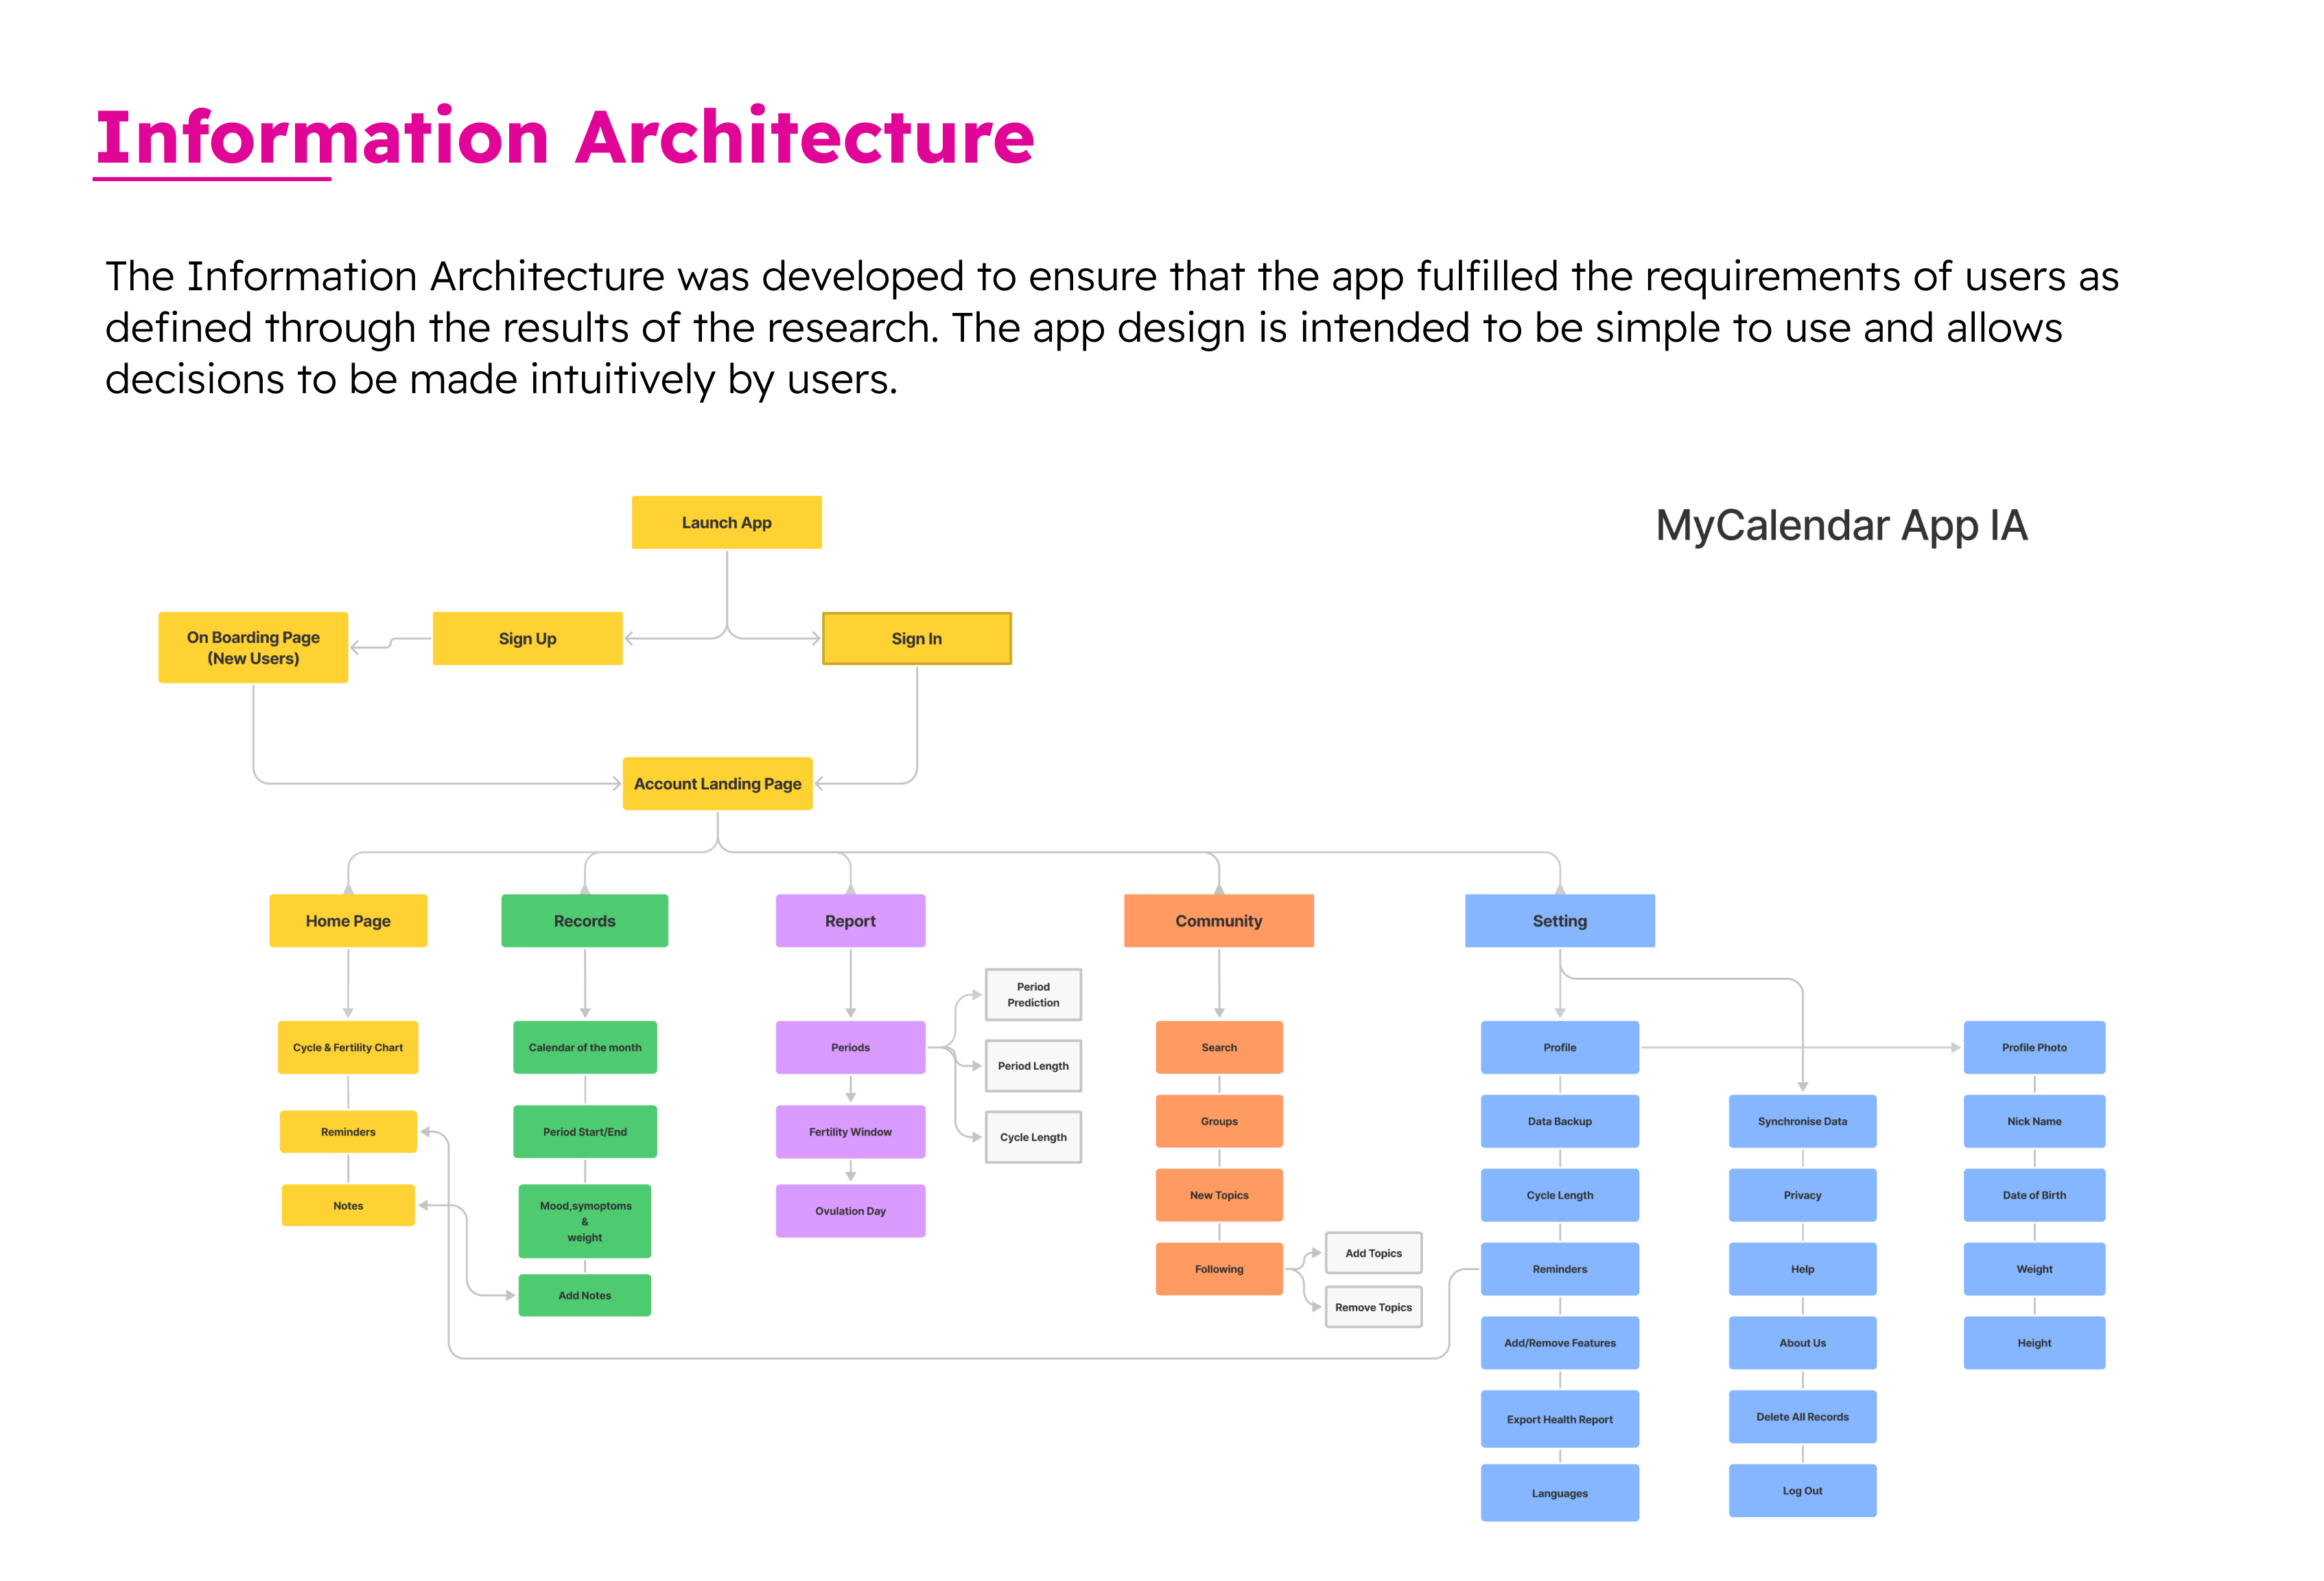 Information Architecture
The Information Architecture was developed to ensure that the app fulfilled the requirements of users as
defined through the results of the research. The app design is intended to be simple to use and allows
decisions to be made intuitively by users.
MyCalendar App IA
Launch App
On Boarding Page
(New Users)
Sign Up
Sign In
Account Landing Page
Home Page
Cycle & Fertility Chart
Reminders
Notes
Records
Calendar of the month
Period Start/End
Mood,symoptoms
&
weight
Add Notes
Report
Periods
Period
Prediction
Period Length
Cycle Length
Fertility Window
Ovulation Day
Community
Search
Groups
New Topics
Following
Add Topics
Remove Topics
Setting
Profile
Data Backup
Cycle Length
Reminders
Add/Remove Features
Export Health Report
Languages
Synchronise Data
Privacy
Help
About Us
Delete All Records
Log Out
Profile Photo
Nick Name
Date of Birth
Weight
Height